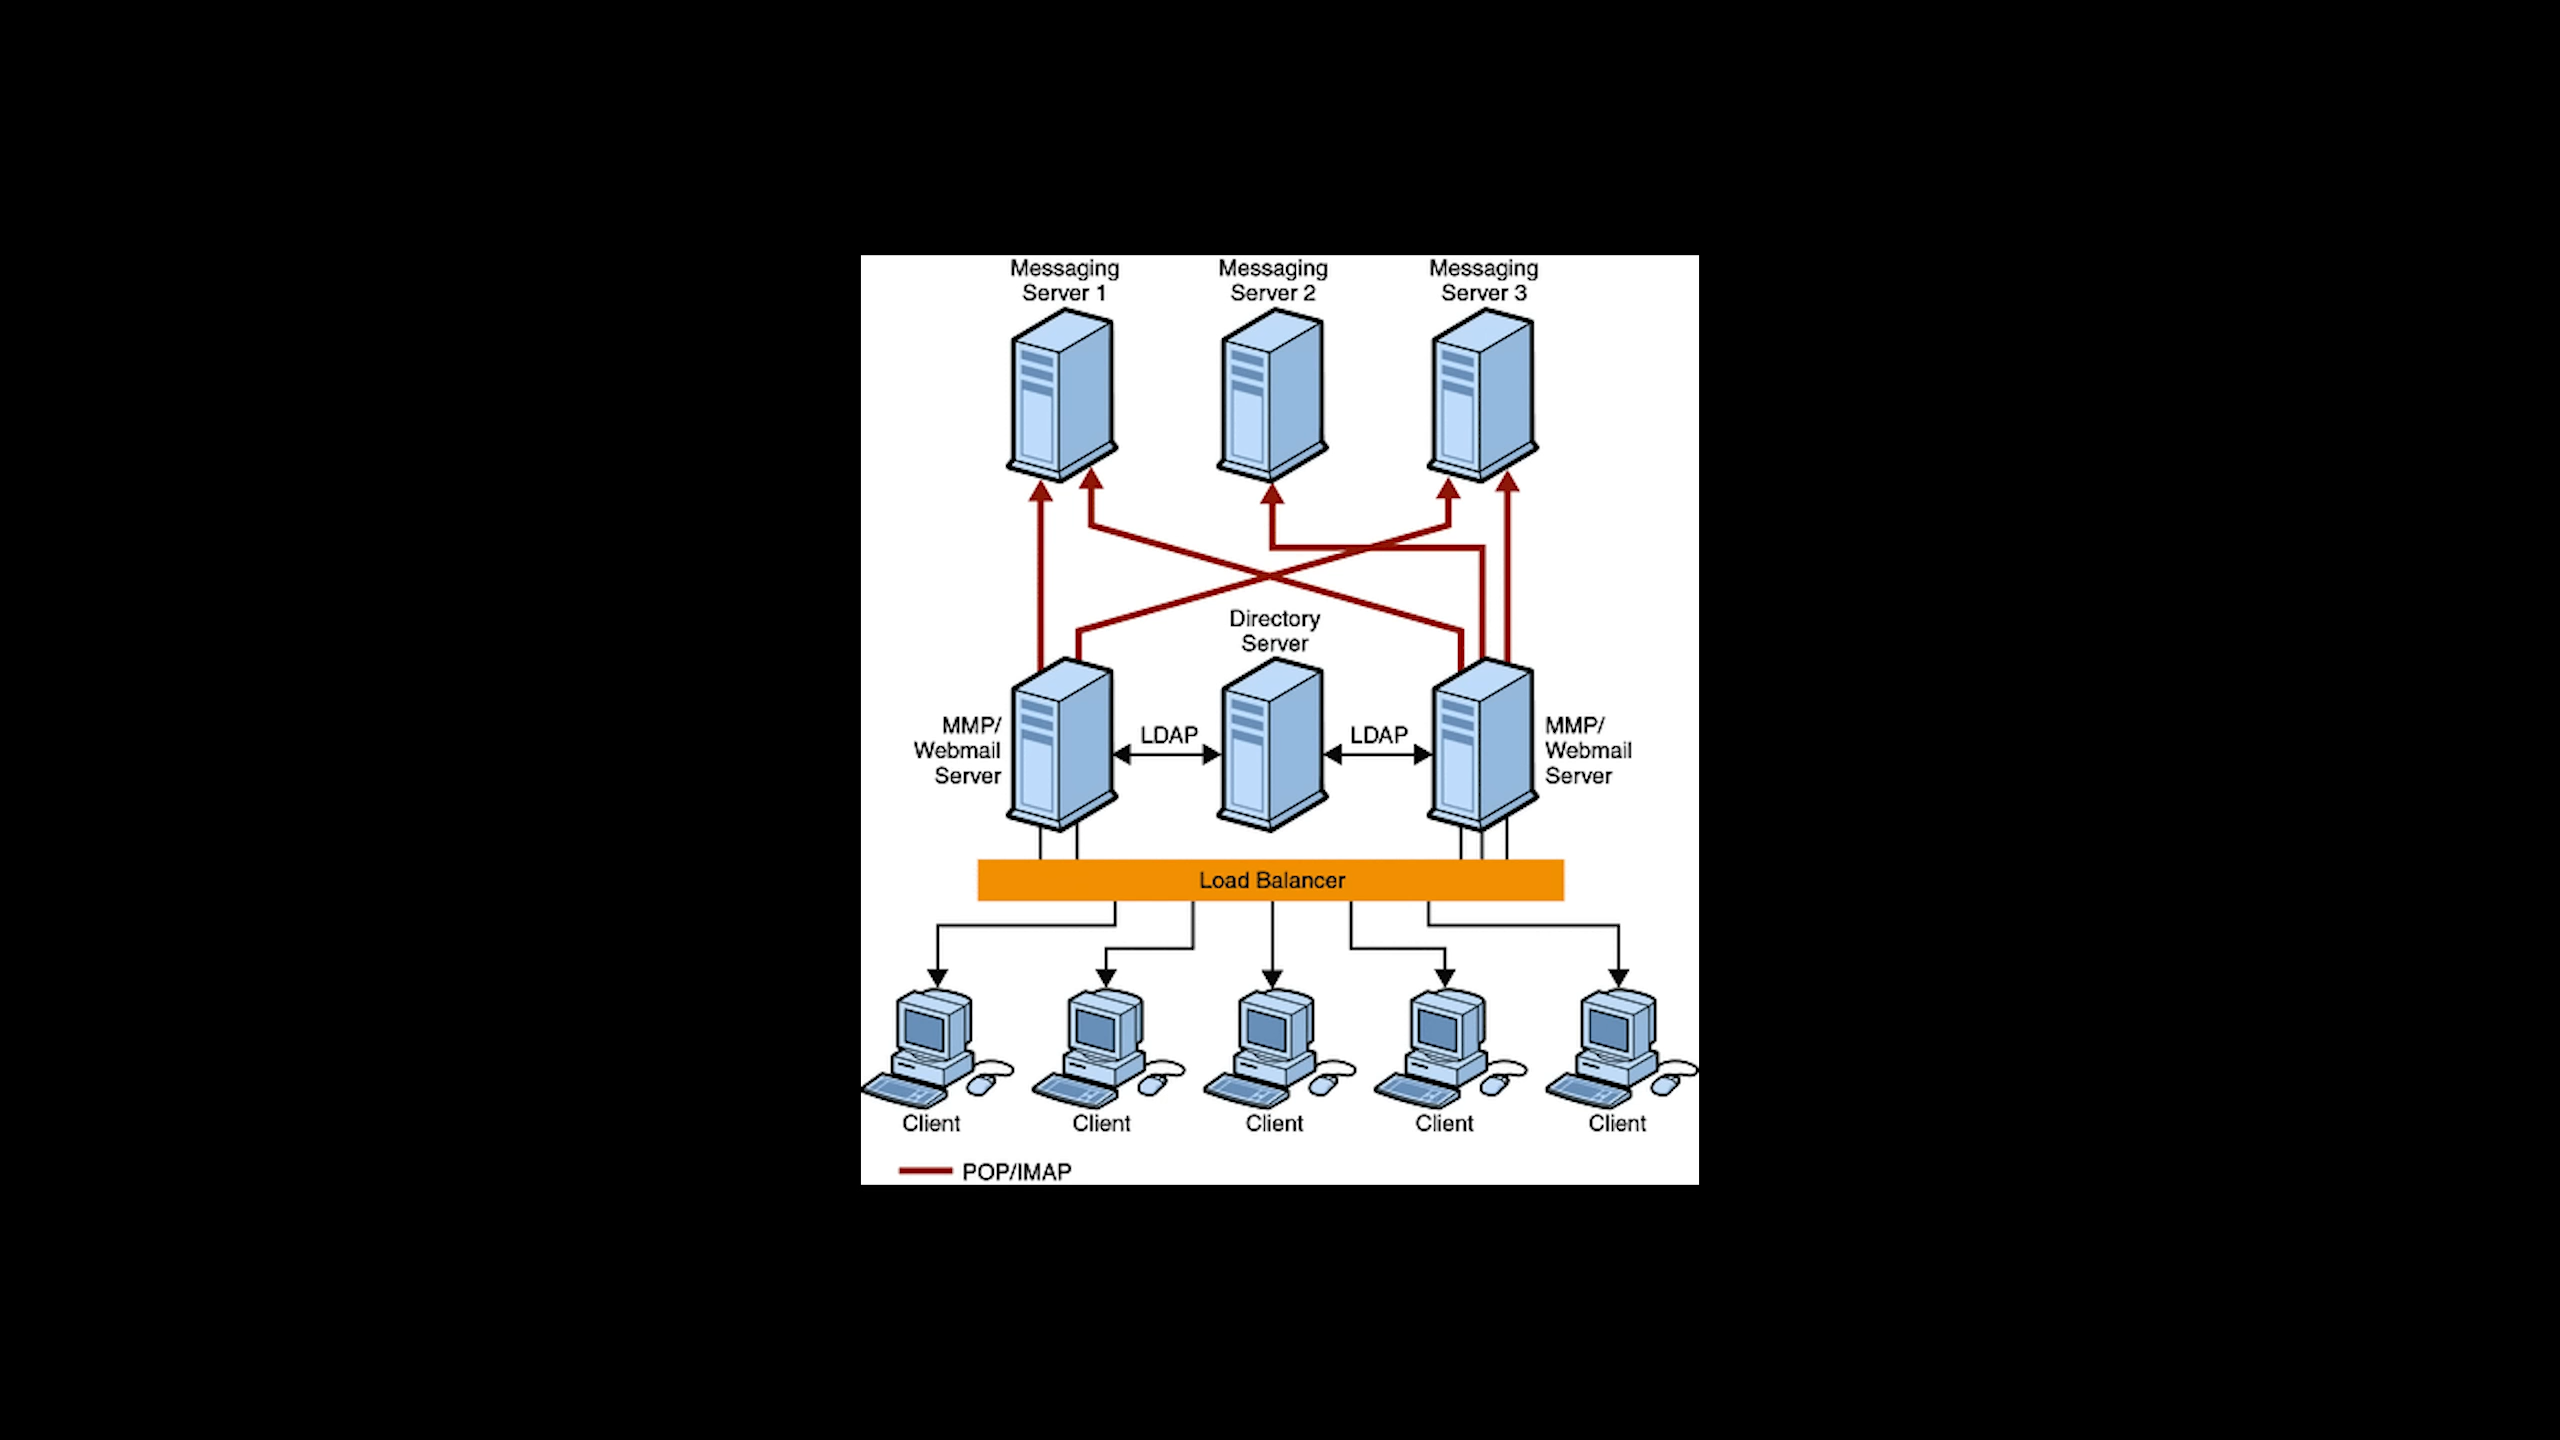 Messaging
Server 1
Messaging
Server 2
Messaging
Server 3
Directory
Server
MMP/
Webmail
Server
LDAP
LDAP
MMP/
Webmail
Server
Load Balancer
Client
Client
Client
Client
Client
POP/IMAP